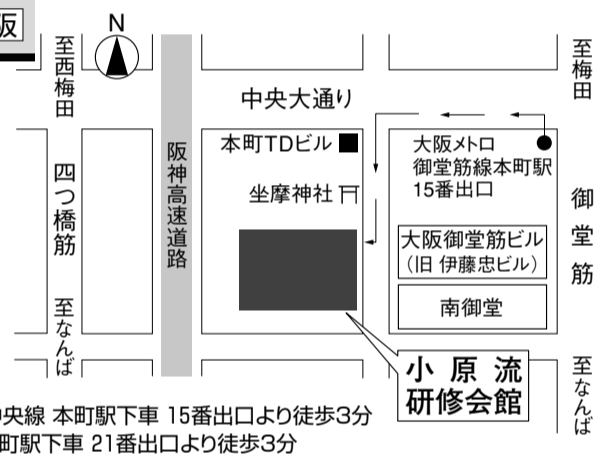 阪
N
至西梅田
四つ橋筋
至なんば
阪神高速道路
中央大通り
本町TDビル
坐摩神社
大阪メトロ
御堂筋線本町駅
15番出口
大阪御堂筋ビル
(旧 伊藤忠ビル)
南御堂
至梅田
御堂筋
至なんば
小原流
研修会館
中央線 本町駅下車 15番出口より徒歩3分
町駅下車 21番出口より徒歩3分